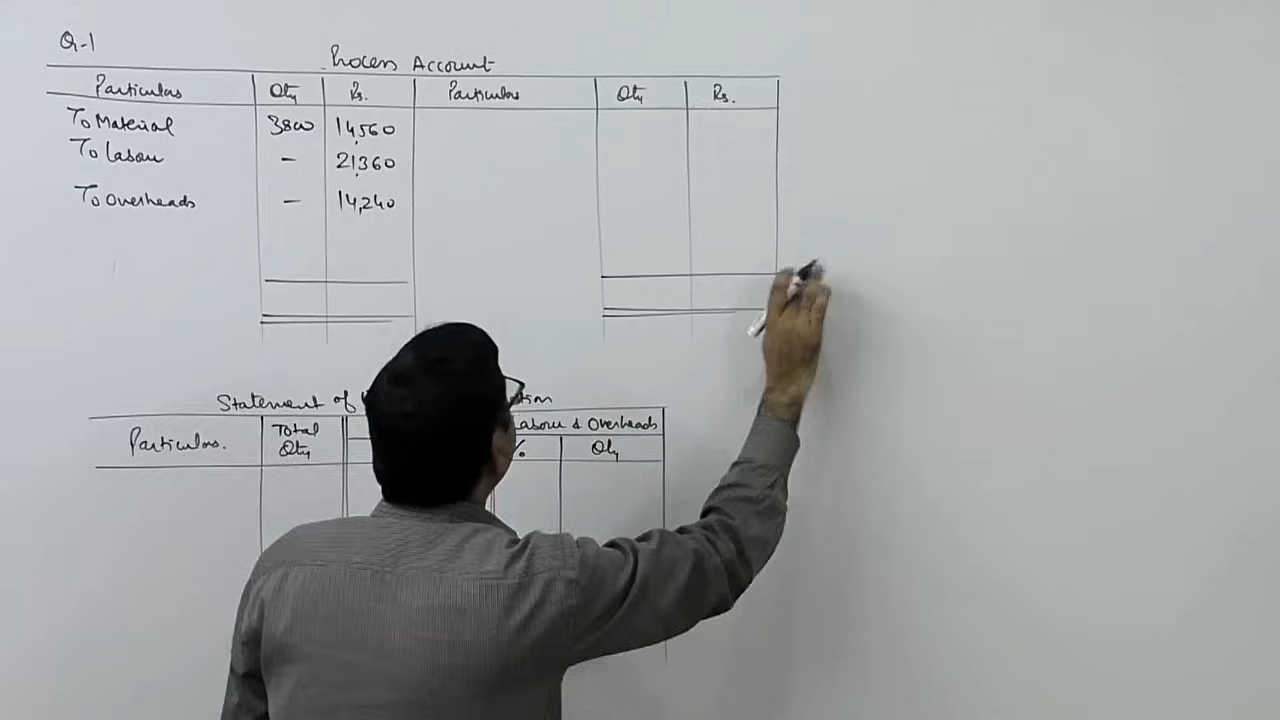 Q-1
Process Account
Particulars Qty Rs. Particulars Qty Rs.
To Material 3800 14,560
To Labour - 21,360
To Overheads - 14,240
Statement of
Particulars. Total Qty % Labour & Overheads Qty